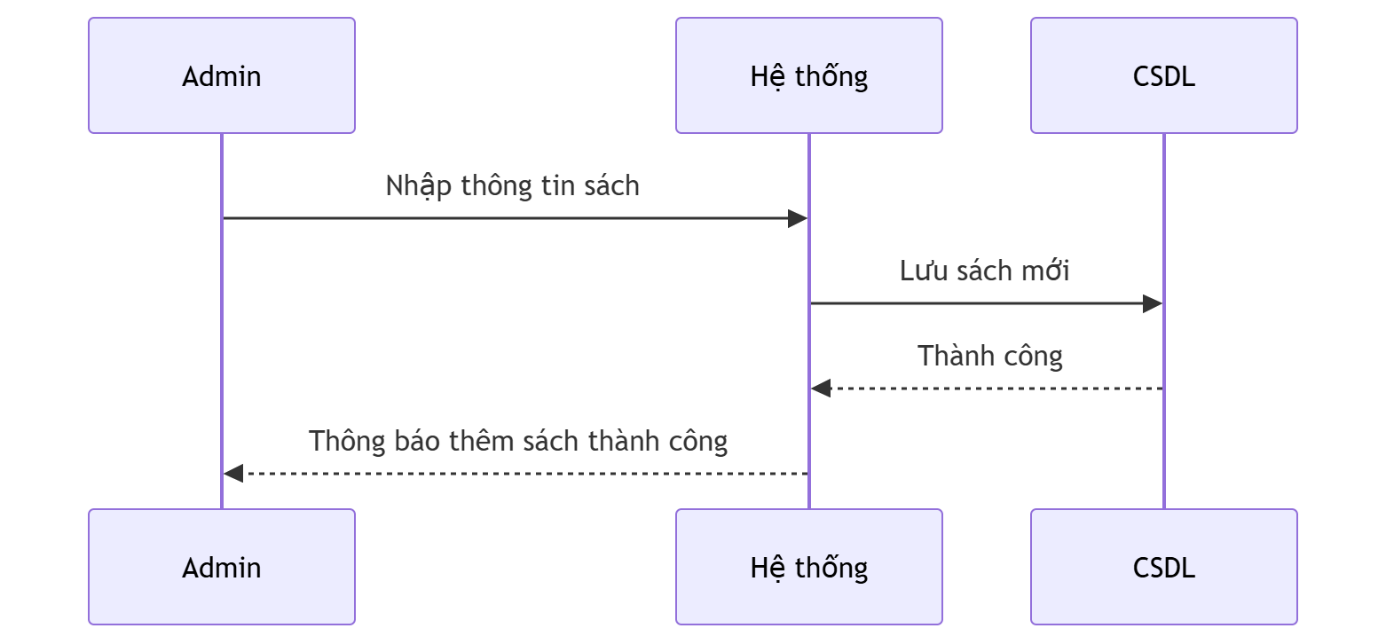 Admin
Hệ thống
CSDL
Nhập thông tin sách
Lưu sách mới
Thành công
Thông báo thêm sách thành công
Admin
Hệ thống
CSDL